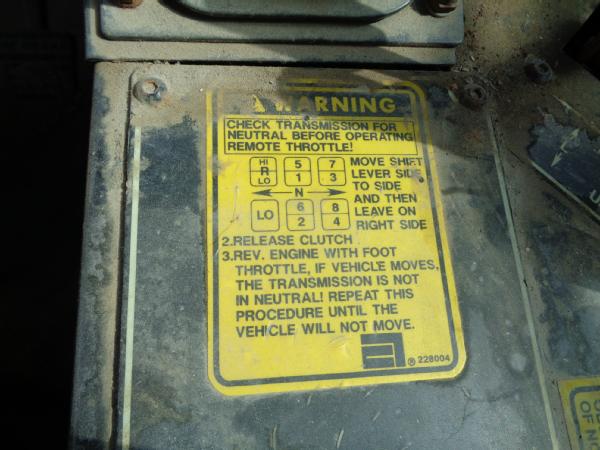 WARNING
CHECK TRANSMISSION FOR
NEUTRAL BEFORE OPERATING
REMOTE THROTTLE!
HI 5 7 MOVE SHIFT
R 1 3 LEVER SIDE
LO TO SIDE
N AND THEN
LO 6 8 LEAVE ON
2 4 RIGHT SIDE
2.RELEASE CLUTCH
3.REV. ENGINE WITH FOOT
THROTTLE, IF VEHICLE MOVES,
THE TRANSMISSION IS NOT
IN NEUTRAL! REPEAT THIS
PROCEDURE UNTIL THE
VEHICLE WILL NOT MOVE.
® 228004
OF NO